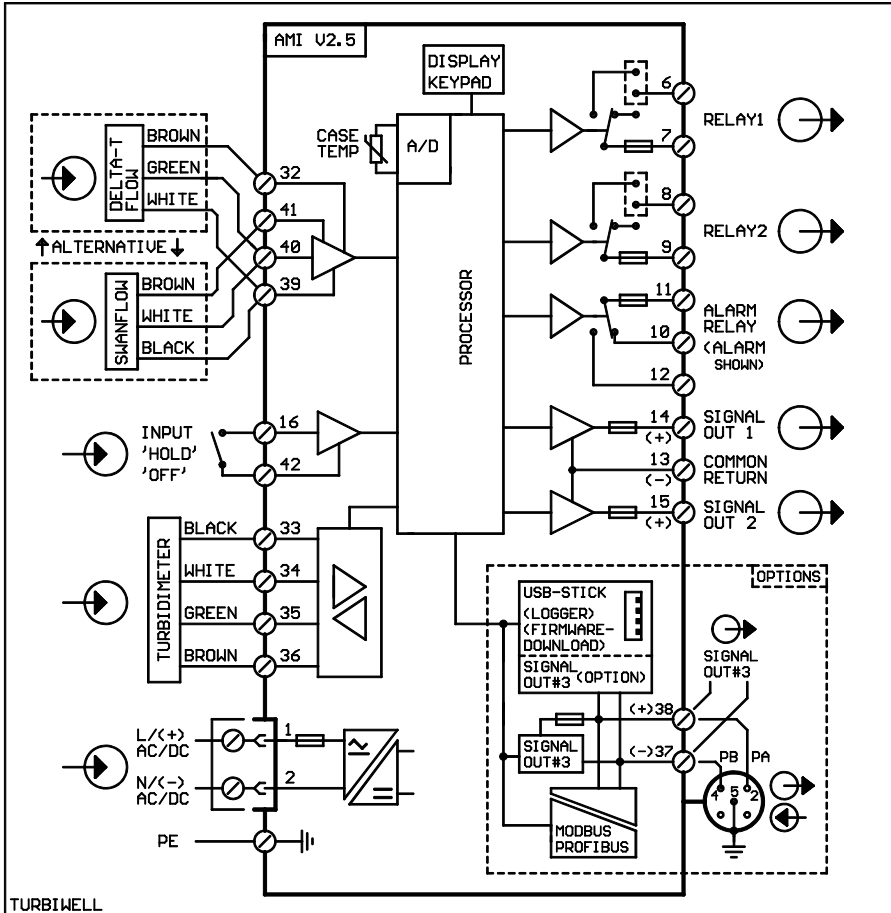 AMI V2.5
DISPLAY
KEYPAD
CASE
TEMP
A/D
PROCESSOR
DELTA-T
FLOW
BROWN
GREEN
WHITE
32
41
40
39
↑ALTERNATIVE↓
SWANFLOW
BROWN
WHITE
BLACK
INPUT
'HOLD'
'OFF'
16
42
TURBIDIMETER
BLACK
WHITE
GREEN
BROWN
33
34
35
36
L/(+)
AC/DC
N/(-)
AC/DC
1
2
PE
6
7
RELAY1
8
9
RELAY2
11
10
12
ALARM
RELAY
(ALARM
SHOWN)
14
(+)
SIGNAL
OUT 1
13
(-)
COMMON
RETURN
15
(+)
SIGNAL
OUT 2
OPTIONS
USB-STICK
(LOGGER)
(FIRMWARE-
DOWNLOAD)
SIGNAL
OUT#3 (OPTION)
SIGNAL
OUT#3
(+)38
(-)37
SIGNAL
OUT#3
PB PA
4 5 2
MODBUS
PROFIBUS
TURBIWELL